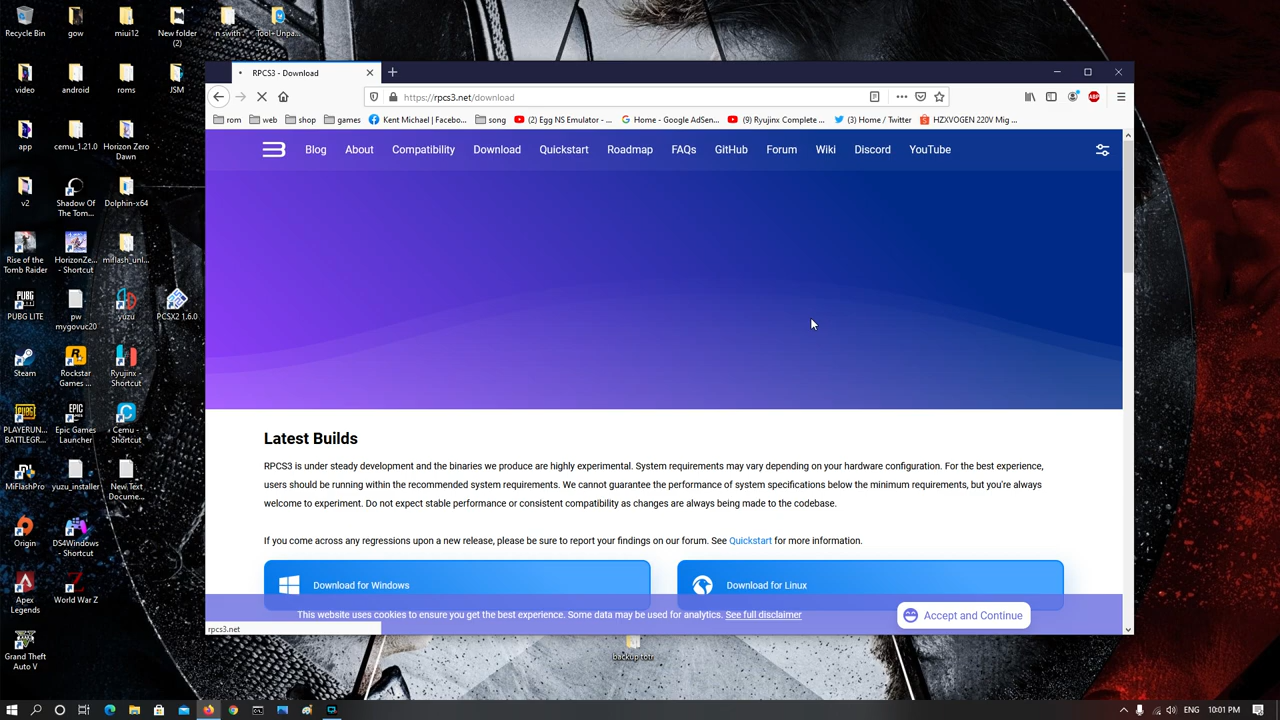 Recycle Bin
gow
miui12
New folder (2)
n swith
Tool+Unpa...
video
android
roms
JSM
app
cemu_1.21.0
Horizon Zero Dawn
v2
Shadow Of The Tom...
Dolphin-x64
Rise of the Tomb Raider
HorizonZe... - Shortcut
miflash_unl...
PUBG LITE
pw mygovuc20
yuzu
PCSX2 1.6.0
Steam
Rockstar Games ...
Ryujinx - Shortcut
PLAYERUN... BATTLEGR...
Epic Games Launcher
Cemu - Shortcut
MiFlashPro
yuzu_installer
New Text Docume...
Origin
DS4Windows - Shortcut
Apex Legends
World War Z
Grand Theft Auto V
RPCS3 - Download
https://rpcs3.net/download
ABP
rom
web
shop
games
Kent Michael | Facebo...
song
(2) Egg NS Emulator - ...
Home - Google AdSen...
(9) Ryujinx Complete ...
(3) Home / Twitter
HZXVOGEN 220V Mig ...
Blog About Compatibility Download Quickstart Roadmap FAQs GitHub Forum Wiki Discord YouTube
Latest Builds
RPCS3 is under steady development and the binaries we produce are highly experimental. System requirements may vary depending on your hardware configuration. For the best experience,
users should be running within the recommended system requirements. We cannot guarantee the performance of system specifications below the minimum requirements, but you're always
welcome to experiment. Do not expect stable performance or consistent compatibility as changes are always being made to the codebase.
If you come across any regressions upon a new release, please be sure to report your findings on our forum. See Quickstart for more information.
Download for Windows
Download for Linux
This website uses cookies to ensure you get the best experience. Some data may be used for analytics. See full disclaimer
Accept and Continue
rpcs3.net
backup totr
ENG
10:01 PM